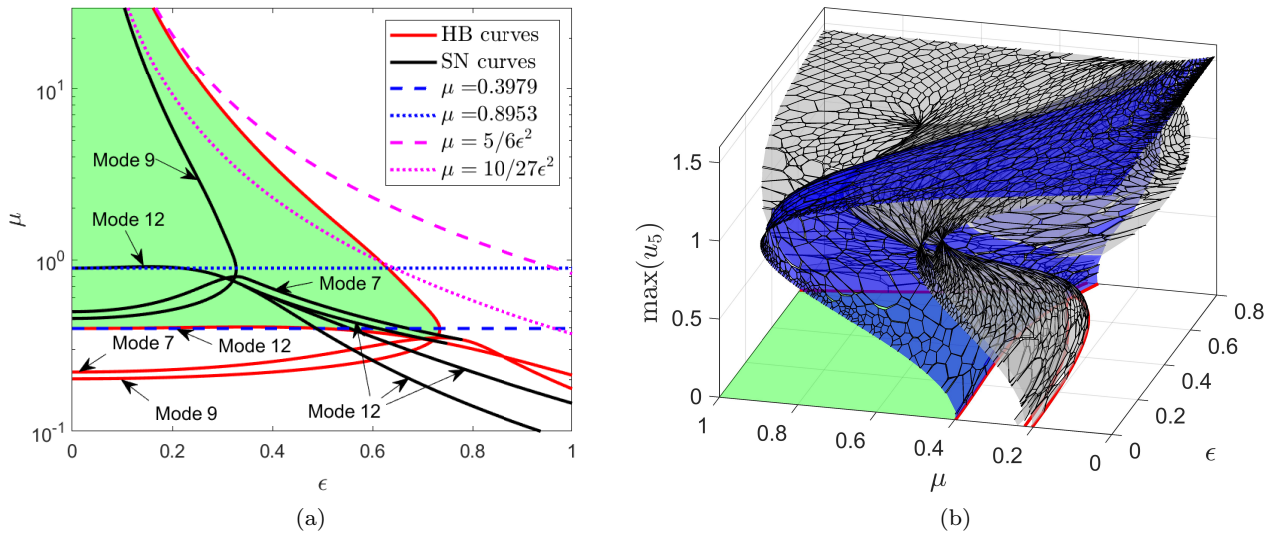 HB curves
SN curves
μ =0.3979
μ =0.8953
μ = 5/6ϵ²
μ = 10/27ϵ²
10¹
10⁰
10⁻¹
μ
Mode 9
Mode 12
Mode 7
Mode 7
Mode 12
Mode 9
Mode 12
0
0.2
0.4
0.6
0.8
1
ϵ
(a)
max(u₅)
1.5
1
0.5
0
1
0.8
0.6
0.4
0.2
0
μ
0
0.2
0.4
0.6
0.8
ϵ
(b)